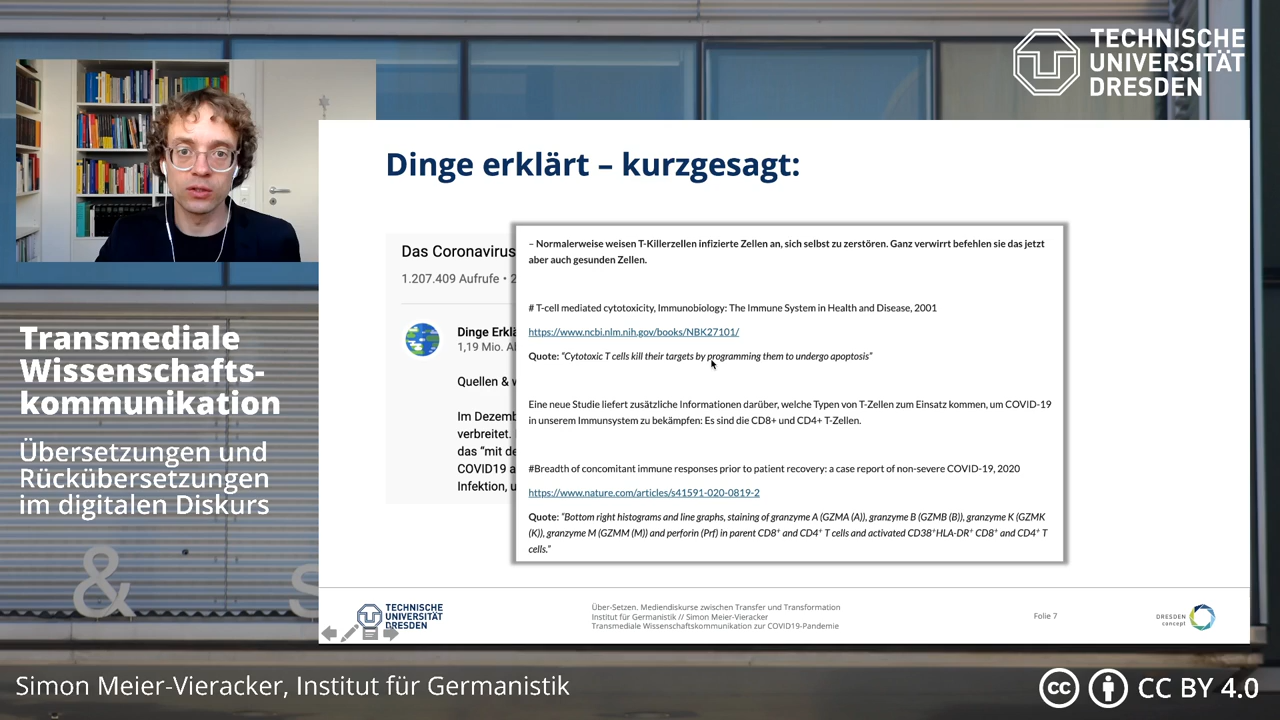 TECHNISCHE
UNIVERSITÄT
DRESDEN
Dinge erklärt – kurzgesagt:
Das Coronavirus
1.207.409 Aufrufe • 2
Dinge Erklä
1,19 Mio. Al
Quellen & w
Im Dezemb
verbreitet.
das “mit de
COVID19 a
Infektion, u
– Normalerweise weisen T-Killerzellen infizierte Zellen an, sich selbst zu zerstören. Ganz verwirrt befehlen sie das jetzt
aber auch gesunden Zellen.
# T-cell mediated cytotoxicity, Immunobiology: The Immune System in Health and Disease, 2001
https://www.ncbi.nlm.nih.gov/books/NBK27101/
Quote: “Cytotoxic T cells kill their targets by programming them to undergo apoptosis”
Eine neue Studie liefert zusätzliche Informationen darüber, welche Typen von T-Zellen zum Einsatz kommen, um COVID-19
in unserem Immunsystem zu bekämpfen: Es sind die CD8+ und CD4+ T-Zellen.
#Breadth of concomitant immune responses prior to patient recovery: a case report of non-severe COVID-19, 2020
https://www.nature.com/articles/s41591-020-0819-2
Quote: “Bottom right histograms and line graphs, staining of granzyme A (GZMA (A)), granzyme B (GZMB (B)), granzyme K (GZMK
(K)), granzyme M (GZMM (M)) and perforin (Prf) in parent CD8⁺ and CD4⁺ T cells and activated CD38⁺HLA-DR⁺ CD8⁺ and CD4⁺ T
cells.”
Transmediale
Wissenschafts-
kommunikation
Übersetzungen und
Rückübersetzungen
im digitalen Diskurs
& s
TECHNISCHE
UNIVERSITÄT
DRESDEN
Über-Setzen. Mediendiskurse zwischen Transfer und Transformation
Institut für Germanistik // Simon Meier-Vieracker
Transmediale Wissenschaftskommunikation zur COVID19-Pandemie
Folie 7
DRESDEN
concept
Simon Meier-Vieracker, Institut für Germanistik
cc CC BY 4.0